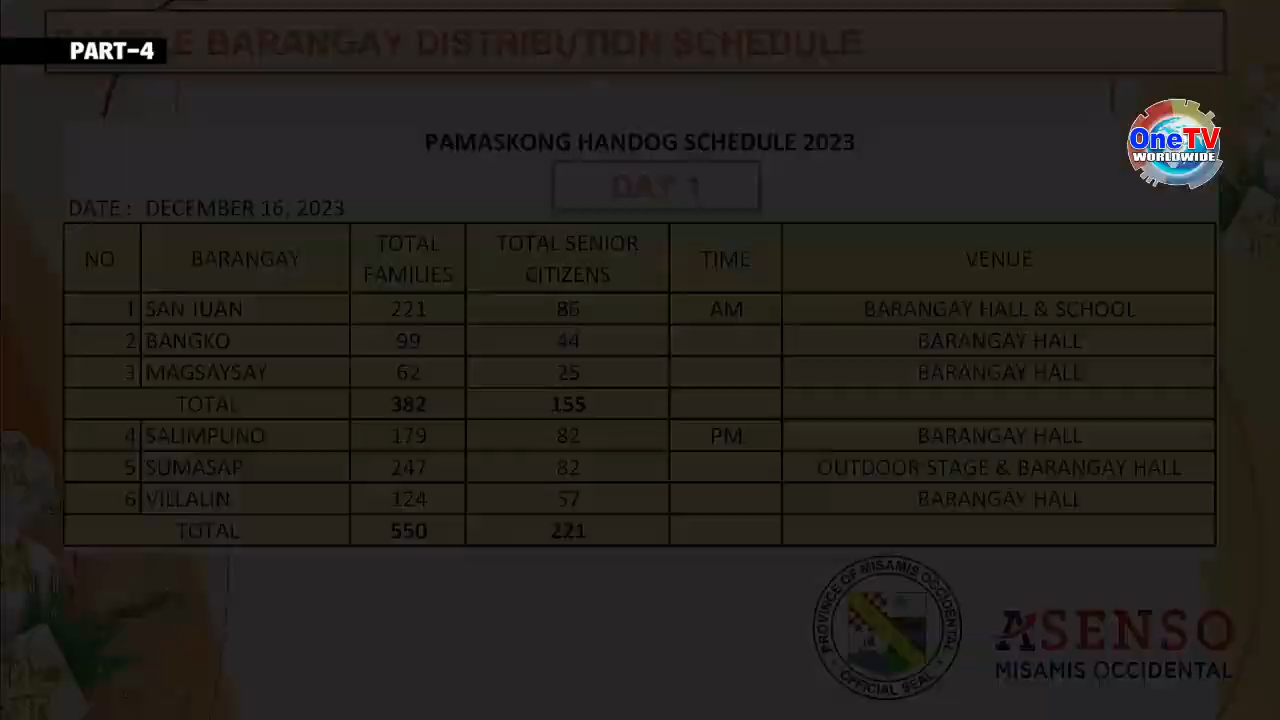 PART-4
E BARANGAY DISTRIBUTION SCHEDULE
OneTV
WORLDWIDE
PAMASKONG HANDOG SCHEDULE 2023
DAY 1
DATE : DECEMBER 16, 2023
NO BARANGAY TOTAL FAMILIES TOTAL SENIOR CITIZENS TIME VENUE
1 SAN JUAN 221 86 AM BARANGAY HALL & SCHOOL
2 BANGKO 99 44 BARANGAY HALL
3 MAGSAYSAY 62 25 BARANGAY HALL
TOTAL 382 155
4 SALIMPUNO 179 82 PM BARANGAY HALL
5 SUMASAP 247 82 OUTDOOR STAGE & BARANGAY HALL
6 VILLALIN 124 57 BARANGAY HALL
TOTAL 550 221
PROVINCE OF MISAMIS OCCIDENTAL
OFFICIAL SEAL
ASENSO
MISAMIS OCCIDENTAL